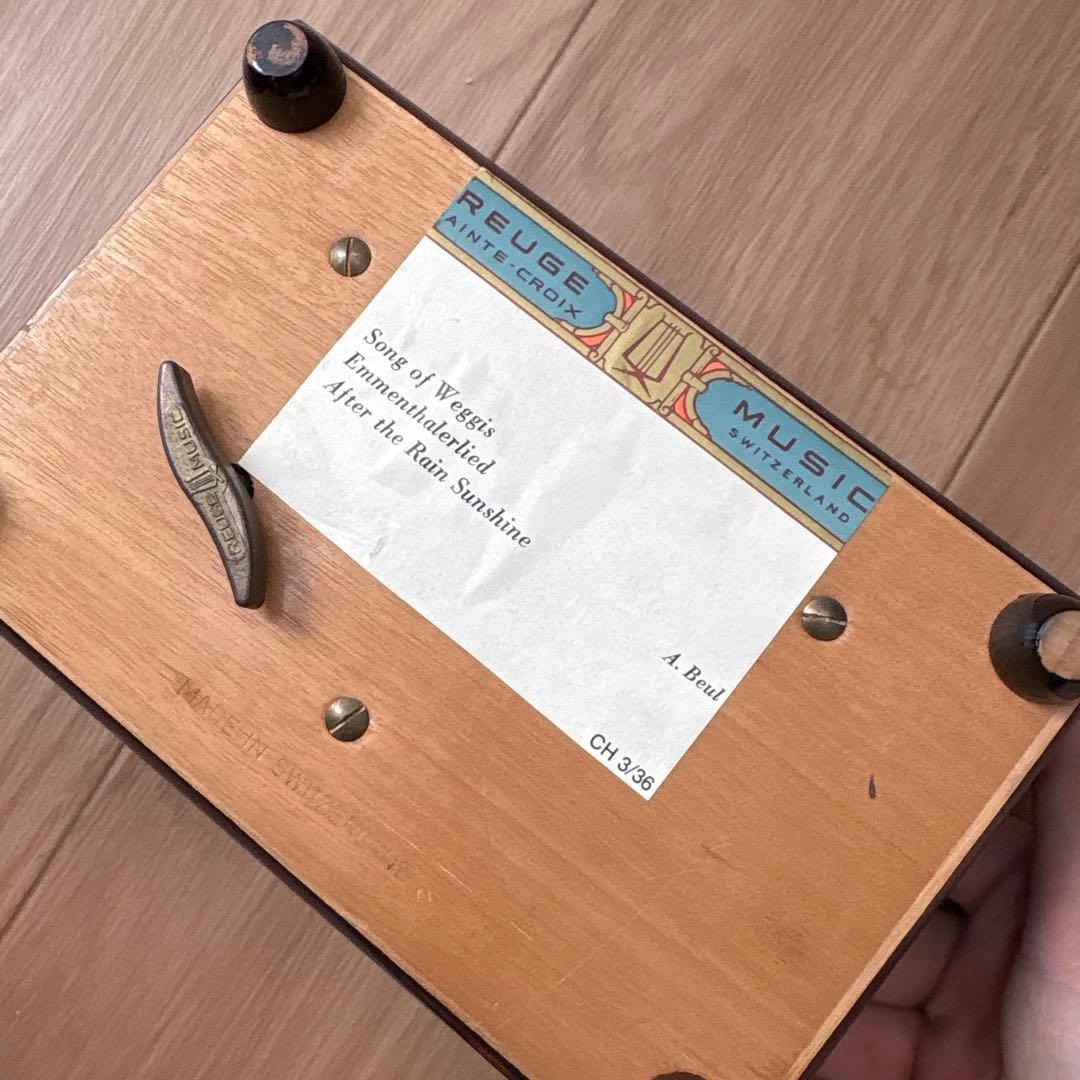 REUGE
AINTE-CROIX
MUSIC
SWITZERLAND
Song of Weggis
Emmenthalerlied
After the Rain Sunshine
A. Beul
CH 3/36
REUGE MUSIC
MADE IN SWITZERLAND